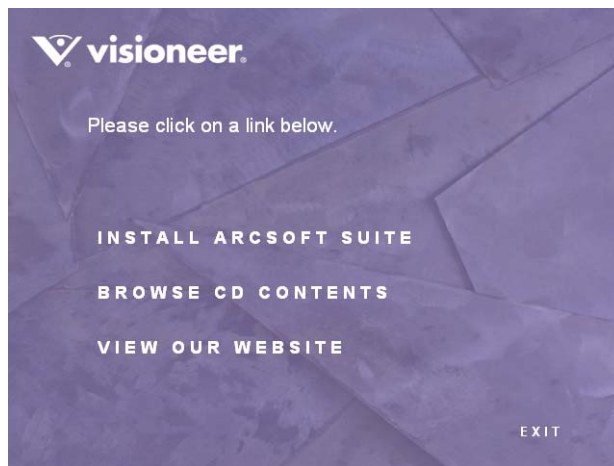 visioneer®
Please click on a link below.
INSTALL ARCSOFT SUITE
BROWSE CD CONTENTS
VIEW OUR WEBSITE
EXIT